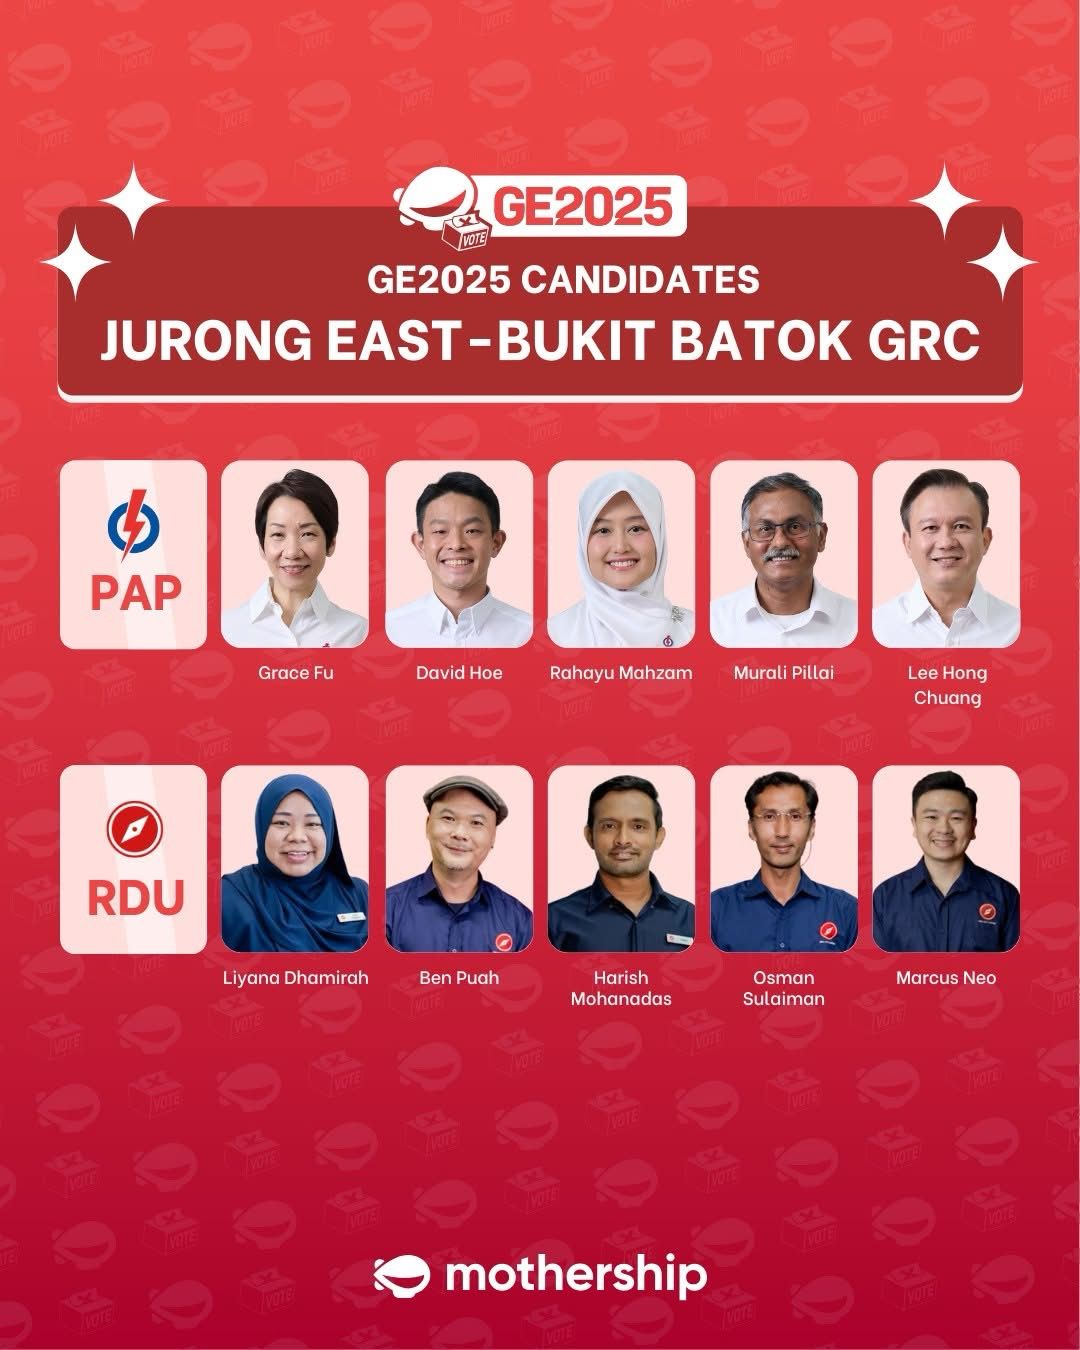 GE2025
VOTE
GE2025 CANDIDATES
JURONG EAST-BUKIT BATOK GRC
PAP
Grace Fu
David Hoe
Rahayu Mahzam
Murali Pillai
Lee Hong
Chuang
RDU
Liyana Dhamirah
Ben Puah
Harish
Mohanadas
Osman
Sulaiman
Marcus Neo
mothership